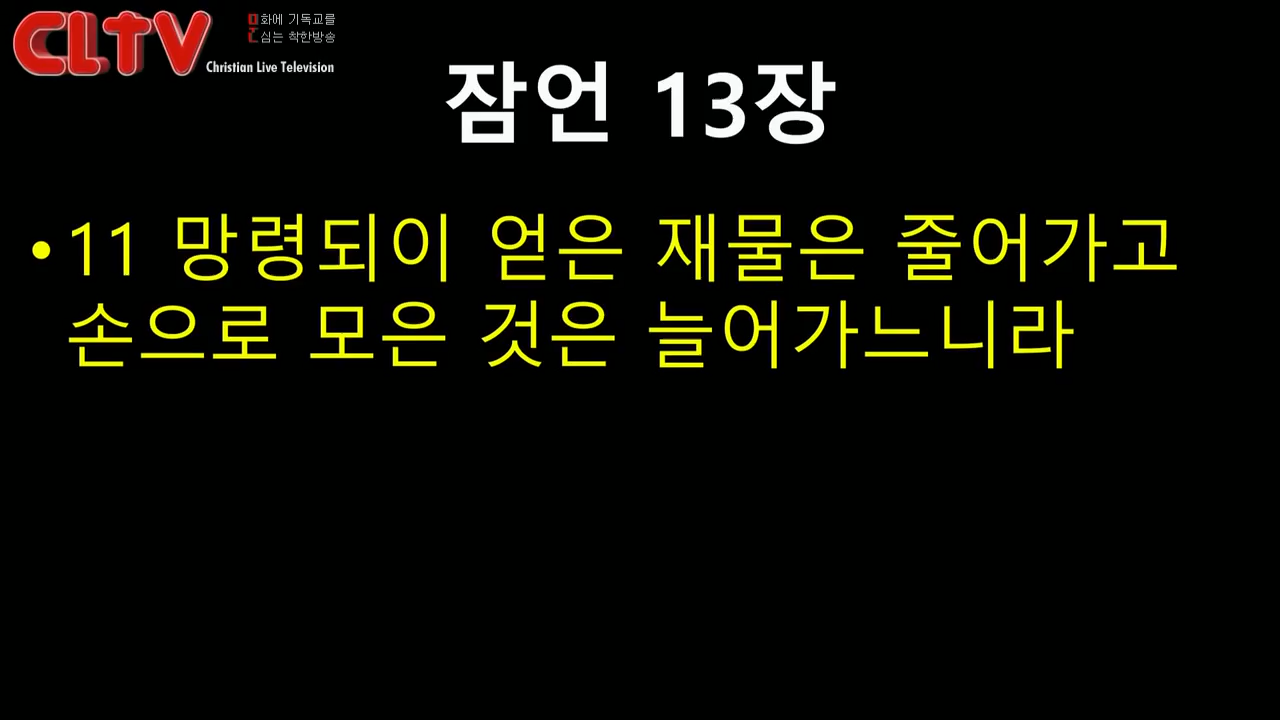 CLTV
문화에 기독교를
심는 착한방송
Christian Live Television
잠언 13장
• 11 망령되이 얻은 재물은 줄어가고
손으로 모은 것은 늘어가느니라